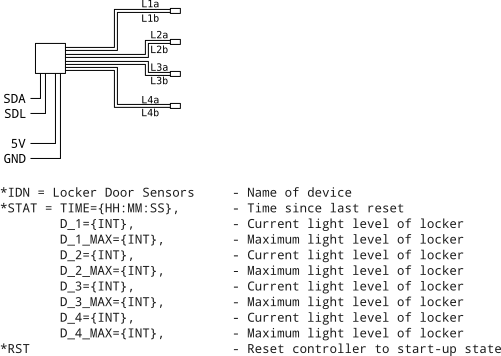 L1a
L1b
L2a
L2b
L3a
L3b
L4a
L4b
SDA
SDL
5V
GND
*IDN = Locker Door Sensors - Name of device
*STAT = TIME={HH:MM:SS}, - Time since last reset
D_1={INT}, - Current light level of locker
D_1_MAX={INT}, - Maximum light level of locker
D_2={INT}, - Current light level of locker
D_2_MAX={INT}, - Maximum light level of locker
D_3={INT}, - Current light level of locker
D_3_MAX={INT}, - Maximum light level of locker
D_4={INT}, - Current light level of locker
D_4_MAX={INT}, - Maximum light level of locker
*RST - Reset controller to start-up state